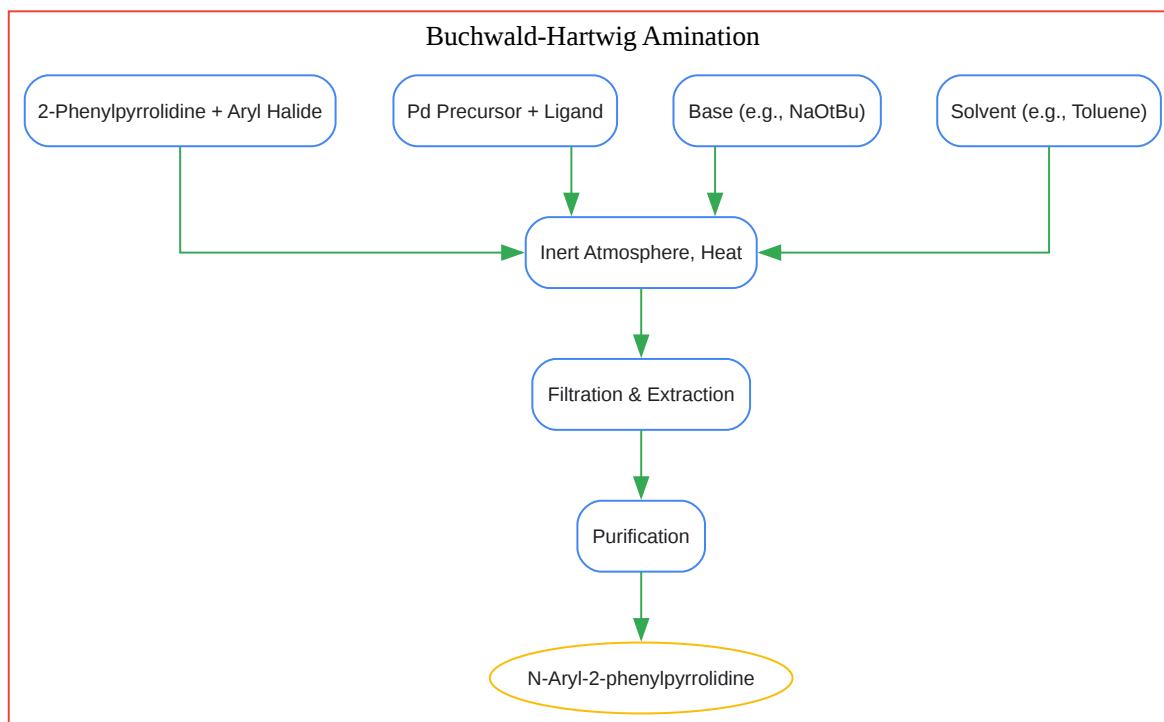 Buchwald-Hartwig Amination
2-Phenylpyrrolidine + Aryl Halide
Pd Precursor + Ligand
Base (e.g., NaOtBu)
Solvent (e.g., Toluene)
Inert Atmosphere, Heat
Filtration & Extraction
Purification
N-Aryl-2-phenylpyrrolidine